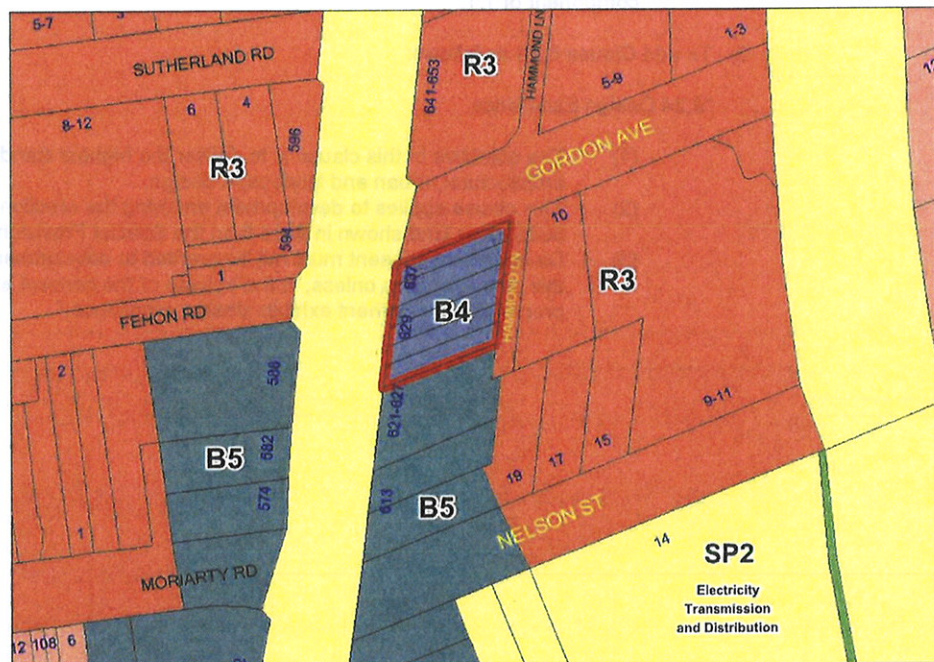 5-7
3
SUTHERLAND RD
641-653
R3
HAMMOND LN
1-3
5-9
8-12
6
4
596
R3
GORDON AVE
594
1
10
637
R3
B4
HAMMOND LN
629
FEHON RD
2
586
621-627
9-11
B5
582
15
17
18
574
613
B5
1
NELSON ST
14
SP2
Electricity
Transmission
and Distribution
MORIARTY RD
12 108 6